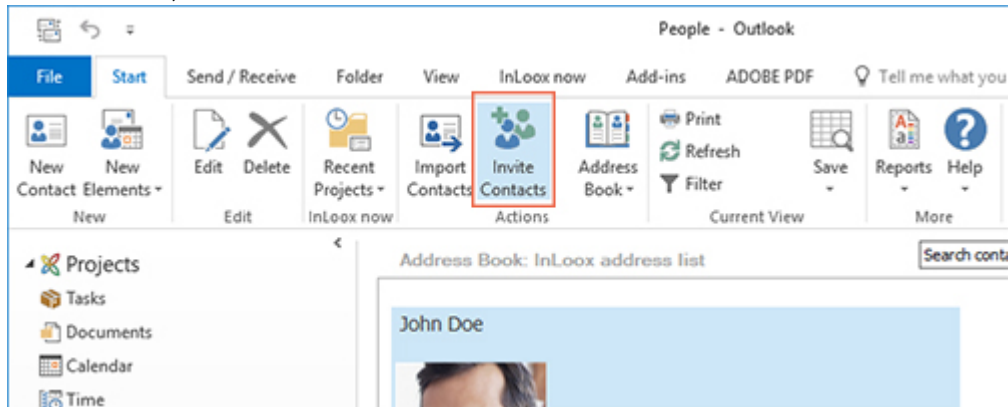 People - Outlook
File Start Send / Receive Folder View InLoox now Add-ins ADOBE PDF Tell me what you
New Contact
New Elements
Edit
Delete
Recent Projects
Import Contacts
Invite Contacts
Address Book
Print
Refresh
Filter
Save
Reports
Help
New Edit InLoox now Actions Current View More
Projects
Tasks
Documents
Calendar
Time
Address Book: InLoox address list
Search conta
John Doe